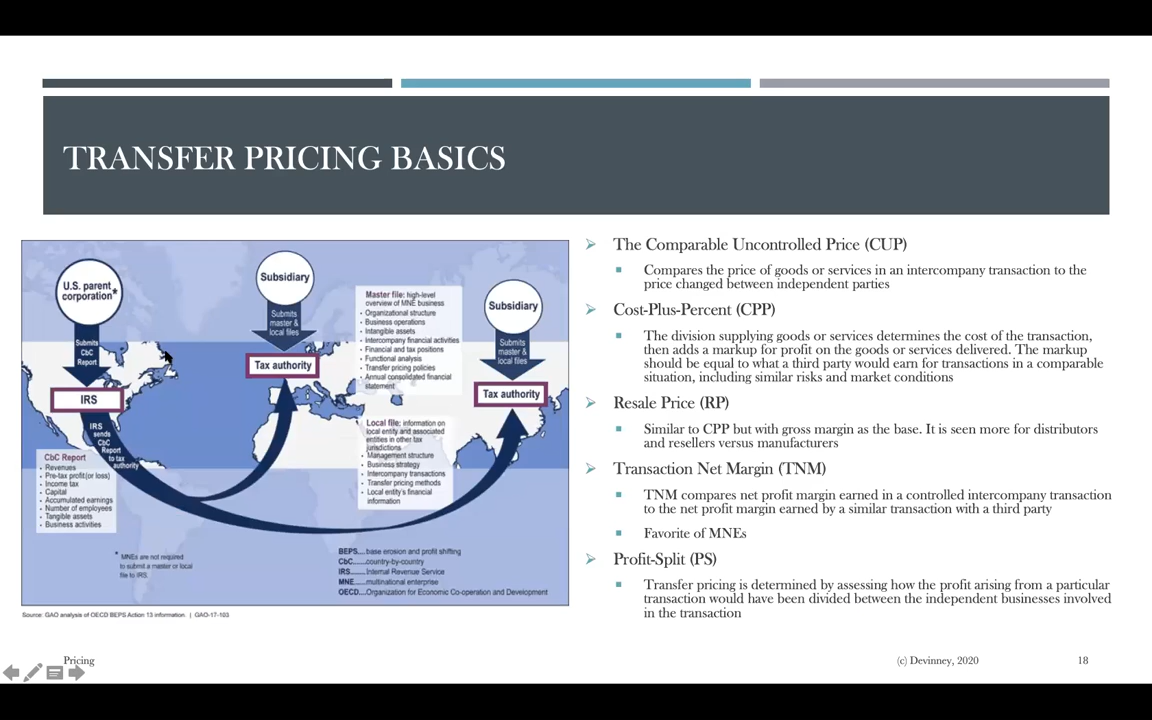 TRANSFER PRICING BASICS
U.S. parent
corporation*
Submits
CbC
Report
IRS
IRS
sends
CbC
Report
to tax
authority
CbC Report
• Revenues
• Pre-tax profit(or loss)
• Income tax
• Capital
• Accumulated earnings
• Number of employees
• Tangible assets
• Business activities
* MNEs are not required
to submit a master or local
file to IRS.
Subsidiary
Submits
master &
local files
Tax authority
Master file: high-level
overview of MNE business
• Organizational structure
• Business operations
• Intangible assets
• Intercompany financial activities
• Financial and tax positions
• Functional analysis
• Transfer pricing policies
• Annual consolidated financial
statement
Local file: information on
local entity and associated
entities in other tax
jurisdictions
• Management structure
• Business strategy
• Intercompany transactions
• Transfer pricing methods
• Local entity's financial
information
Subsidiary
Submits
master &
local files
Tax authority
BEPS....base erosion and profit shifting
CbC......country-by-country
IRS.......Internal Revenue Service
MNE.....multinational enterprise
OECD...Organization for Economic Co-operation and Development
Source: GAO analysis of OECD BEPS Action 13 information. | GAO-17-103
The Comparable Uncontrolled Price (CUP)
Compares the price of goods or services in an intercompany transaction to the
price changed between independent parties
Cost-Plus-Percent (CPP)
The division supplying goods or services determines the cost of the transaction,
then adds a markup for profit on the goods or services delivered. The markup
should be equal to what a third party would earn for transactions in a comparable
situation, including similar risks and market conditions
Resale Price (RP)
Similar to CPP but with gross margin as the base. It is seen more for distributors
and resellers versus manufacturers
Transaction Net Margin (TNM)
TNM compares net profit margin earned in a controlled intercompany transaction
to the net profit margin earned by a similar transaction with a third party
Favorite of MNEs
Profit-Split (PS)
Transfer pricing is determined by assessing how the profit arising from a particular
transaction would have been divided between the independent businesses involved
in the transaction
Pricing
(c) Devinney, 2020
18